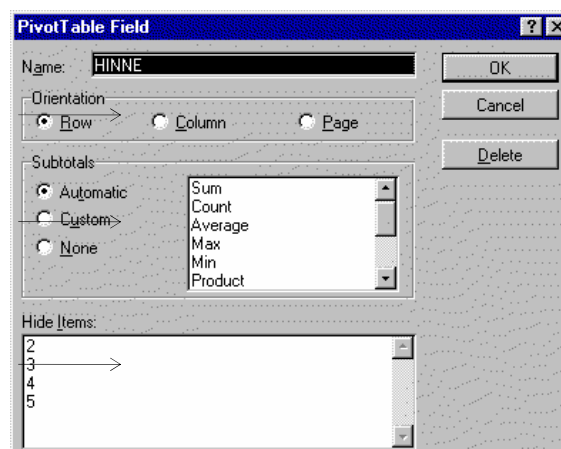 PivotTable Field
Name: HINNE
OK
Orientation
Row Column Page
Cancel
Delete
Subtotals
Automatic
Custom
None
Sum
Count
Average
Max
Min
Product
Hide Items:
2
3
4
5